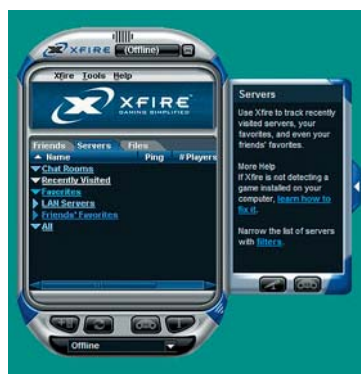 XFIRE (Offline)
Xfire Tools Help
XFIRE
GAMING SIMPLIFIED
Friends Servers Files
Name Ping # Players
Chat Rooms
Recently Visited
Favorites
LAN Servers
Friends' Favorites
All
Offline
Servers
Use Xfire to track recently
visited servers, your
favorites, and even your
friends' favorites.
More Help
If Xfire is not detecting a
game installed on your
computer, learn how to
fix it.
Narrow the list of servers
with filters.